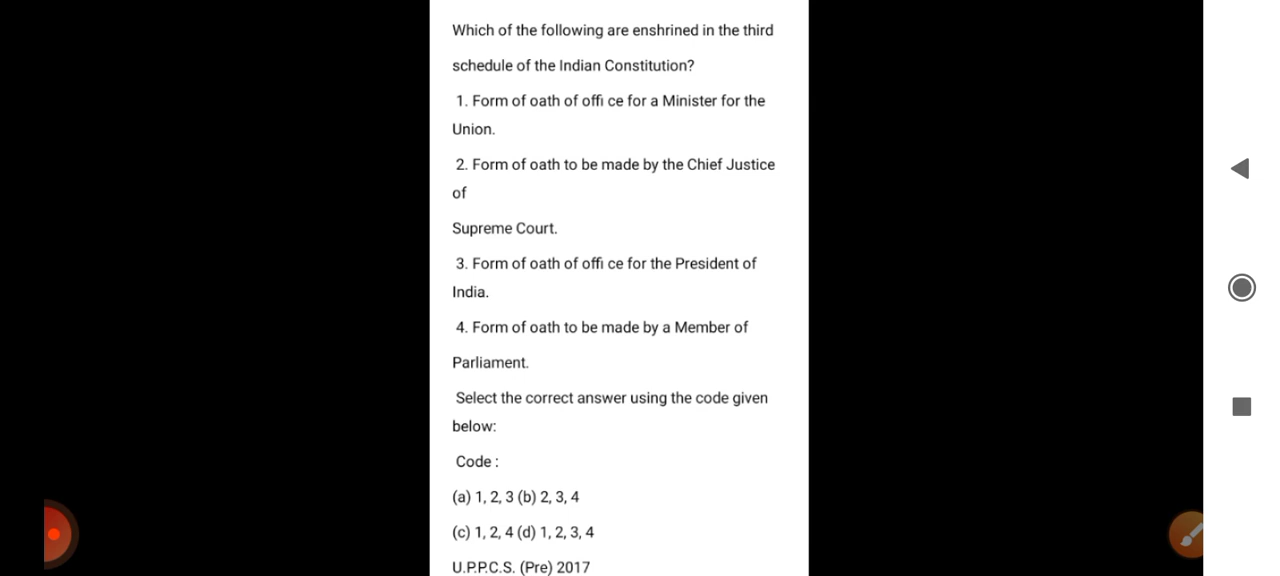 Which of the following are enshrined in the third
schedule of the Indian Constitution?
1. Form of oath of offi ce for a Minister for the
Union.
2. Form of oath to be made by the Chief Justice
of
Supreme Court.
3. Form of oath of offi ce for the President of
India.
4. Form of oath to be made by a Member of
Parliament.
Select the correct answer using the code given
below:
Code :
(a) 1, 2, 3 (b) 2, 3, 4
(c) 1, 2, 4 (d) 1, 2, 3, 4
U.P.P.C.S. (Pre) 2017